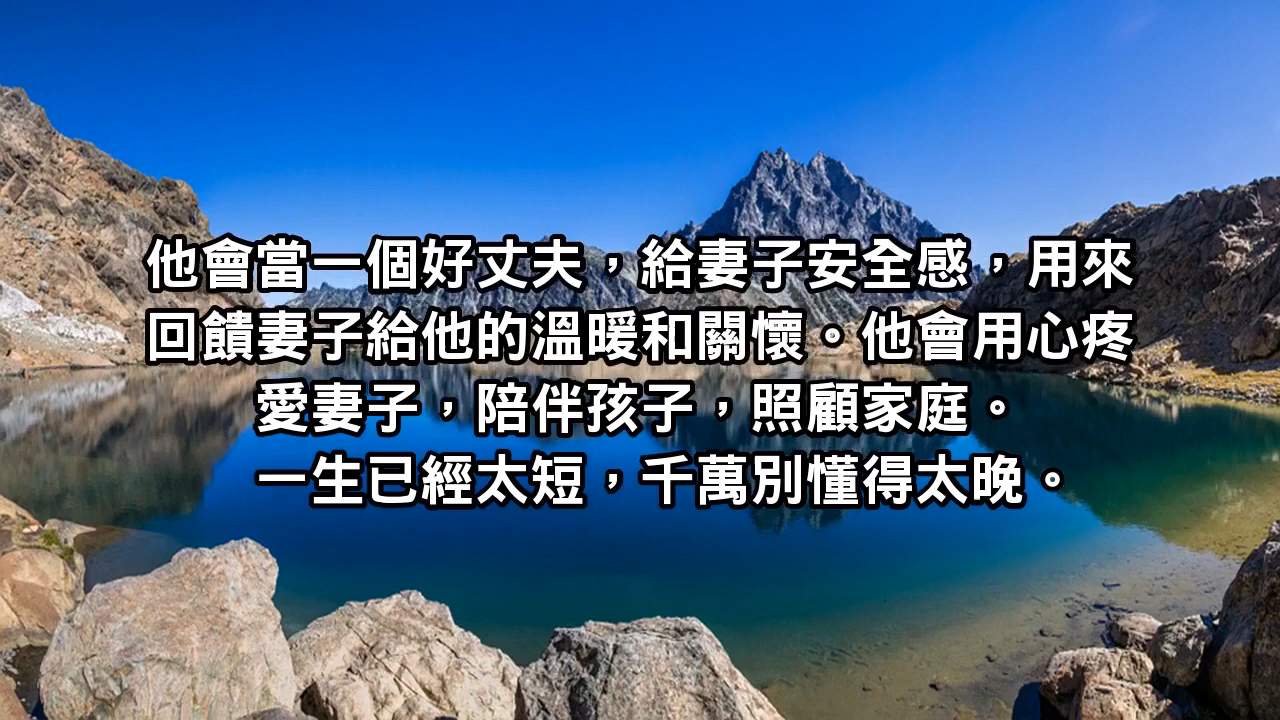 他會當一個好丈夫，給妻子安全感，用來
回饋妻子給他的溫暖和關懷。他會用心疼
愛妻子，陪伴孩子，照顧家庭。
一生已經太短，千萬別懂得太晚。